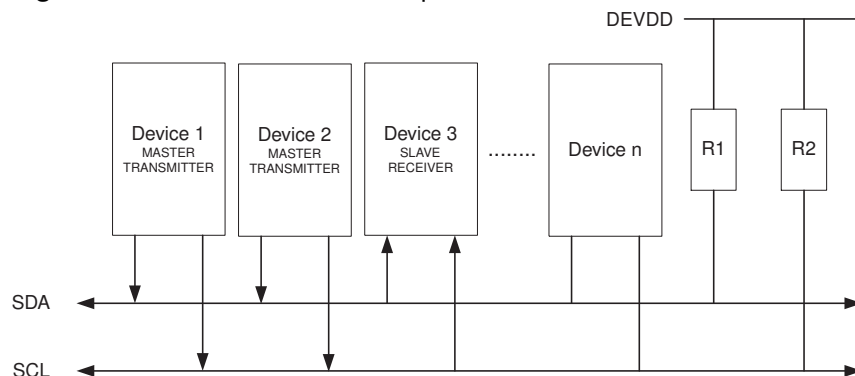 DEVDD
Device 1
MASTER
TRANSMITTER
Device 2
MASTER
TRANSMITTER
Device 3
SLAVE
RECEIVER
........
Device n
R1
R2
SDA
SCL